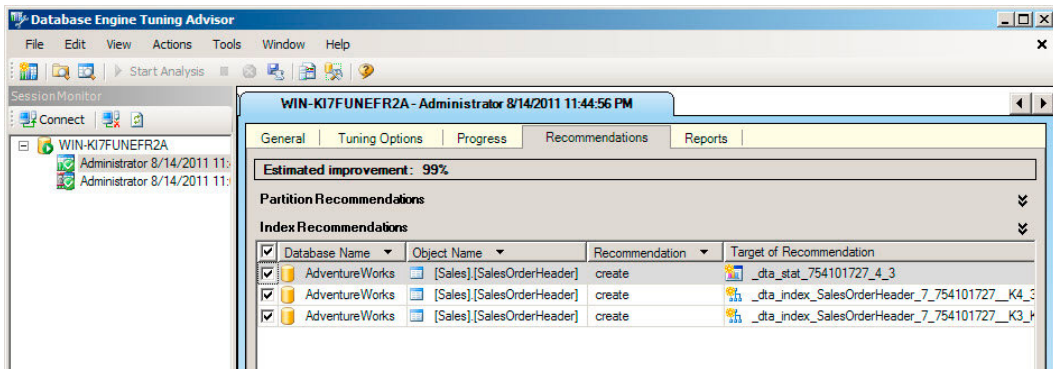 Database Engine Tuning Advisor
File Edit View Actions Tools Window Help
Start Analysis
Session Monitor
Connect
WIN-KI7FUNEFR2A
Administrator 8/14/2011 11:
Administrator 8/14/2011 11:
WIN-KI7FUNEFR2A - Administrator 8/14/2011 11:44:56 PM
General Tuning Options Progress Recommendations Reports
Estimated improvement: 99%
Partition Recommendations
Index Recommendations
Database Name Object Name Recommendation Target of Recommendation
AdventureWorks [Sales].[SalesOrderHeader] create _dta_stat_754101727_4_3
AdventureWorks [Sales].[SalesOrderHeader] create _dta_index_SalesOrderHeader_7_754101727__K4_3
AdventureWorks [Sales].[SalesOrderHeader] create _dta_index_SalesOrderHeader_7_754101727__K3_K